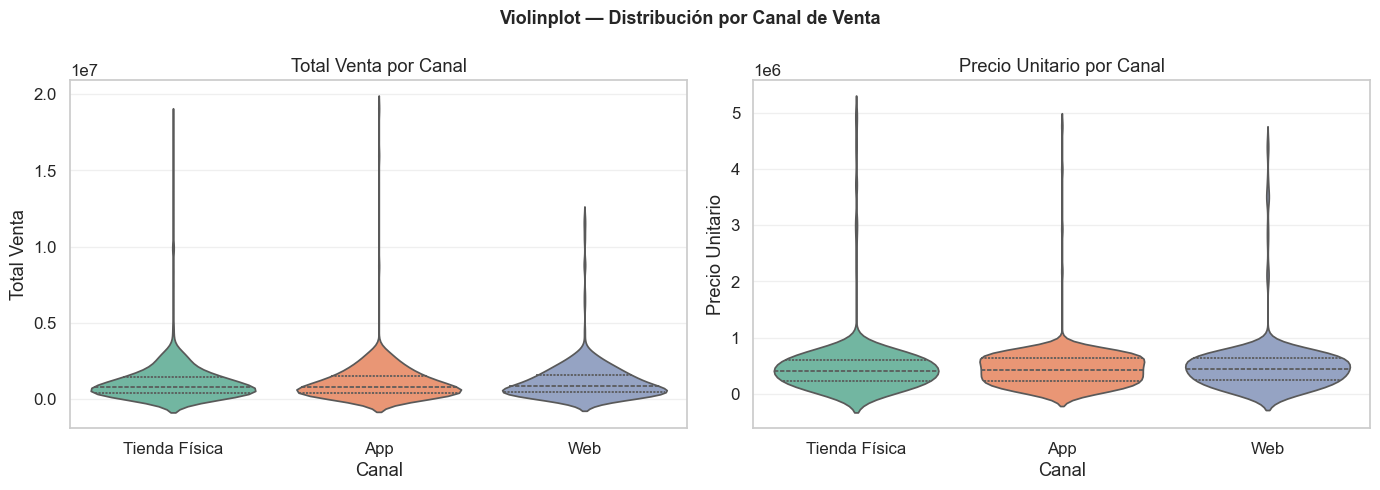 Violinplot — Distribución por Canal de Venta
Total Venta por Canal
1e7
2.0
1.5
1.0
0.5
0.0
Total Venta
Tienda Física
App
Web
Canal
Precio Unitario por Canal
1e6
5
4
3
2
1
0
Precio Unitario
Tienda Física
App
Web
Canal